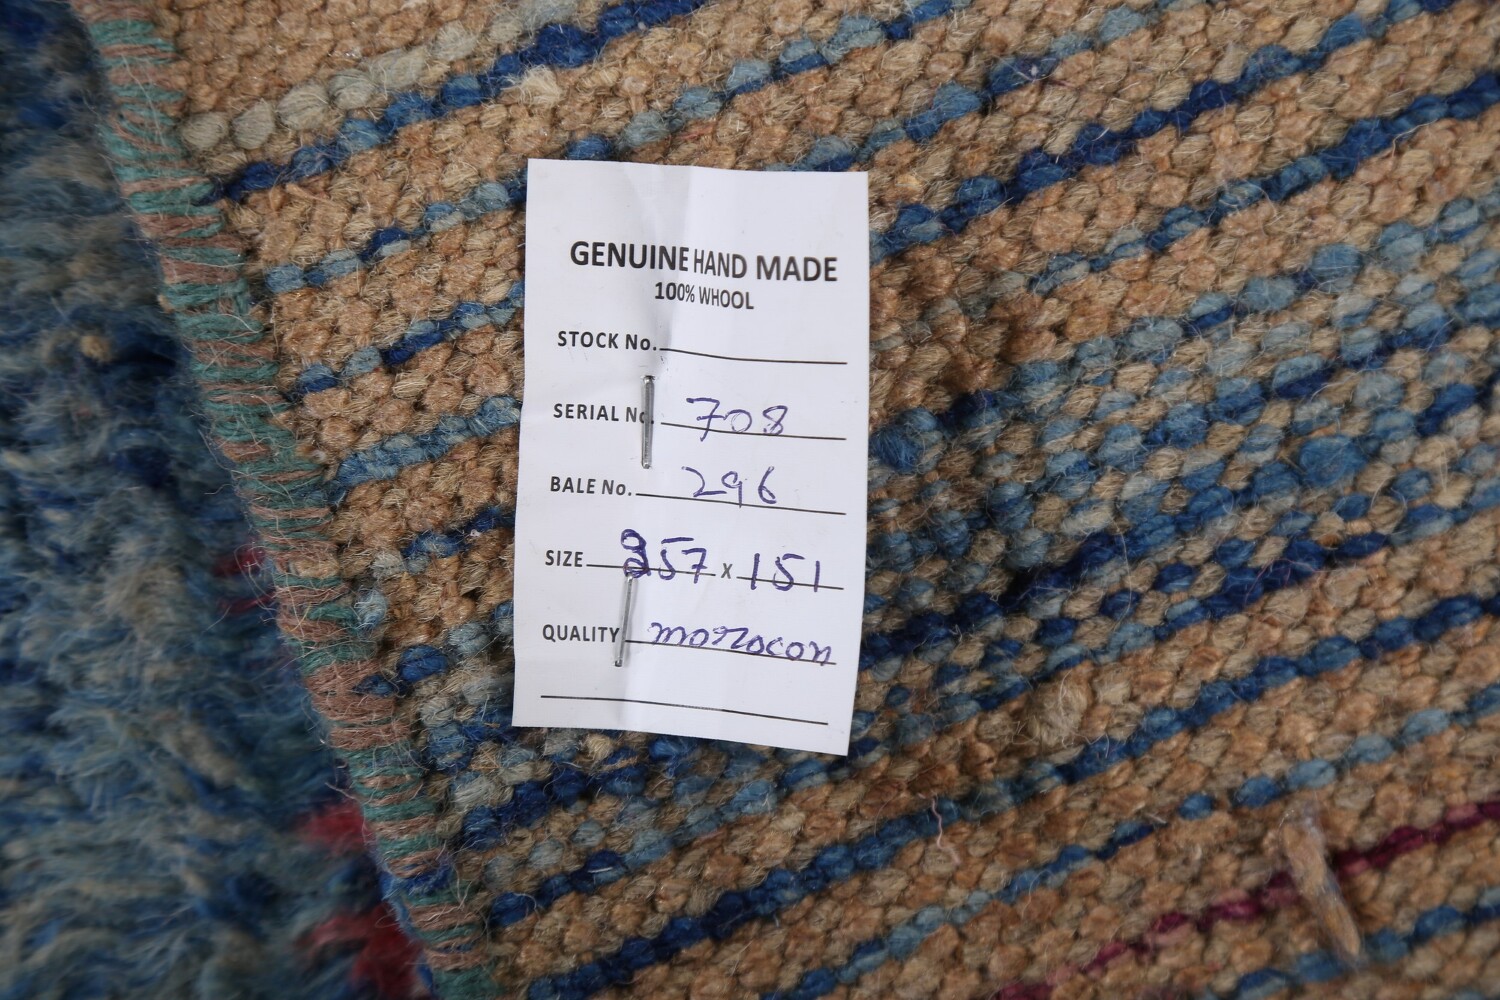 GENUINE HAND MADE
100% WHOOL
STOCK No.
SERIAL No. 708
BALE No. 296
SIZE 257 x 151
QUALITY morocon